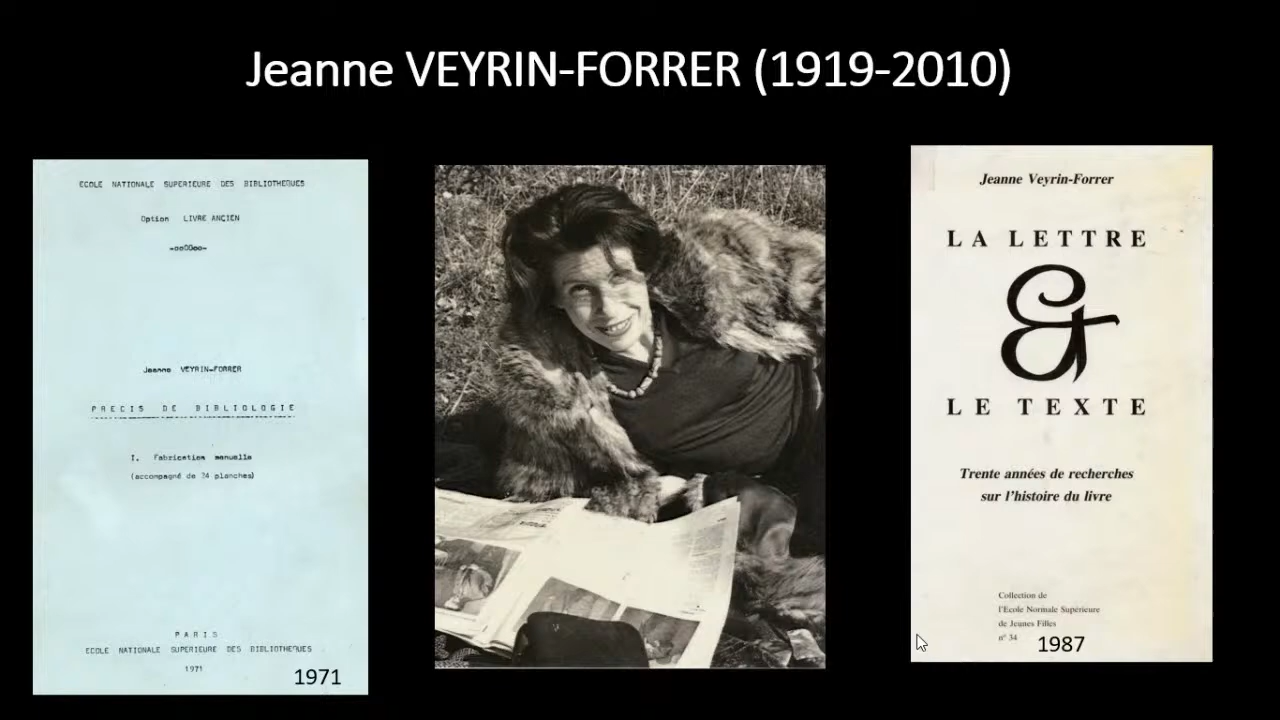 Jeanne VEYRIN-FORRER (1919-2010)
ECOLE NATIONALE SUPERIEURE DES BIBLIOTHEQUES
Option LIVRE ANCIEN
-ooOOoo-
Jeanne VEYRIN-FORRER
PRECIS DE BIBLIOLOGIE
I. Fabrication manuelle
(accompagné de 24 planches)
PARIS
ECOLE NATIONALE SUPERIEURE DES BIBLIOTHEQUES
1971
1971
Jeanne Veyrin-Forrer
LA LETTRE
&
LE TEXTE
Trente années de recherches
sur l'histoire du livre
Collection de
l'Ecole Normale Supérieure
de Jeunes Filles
n° 34
1987